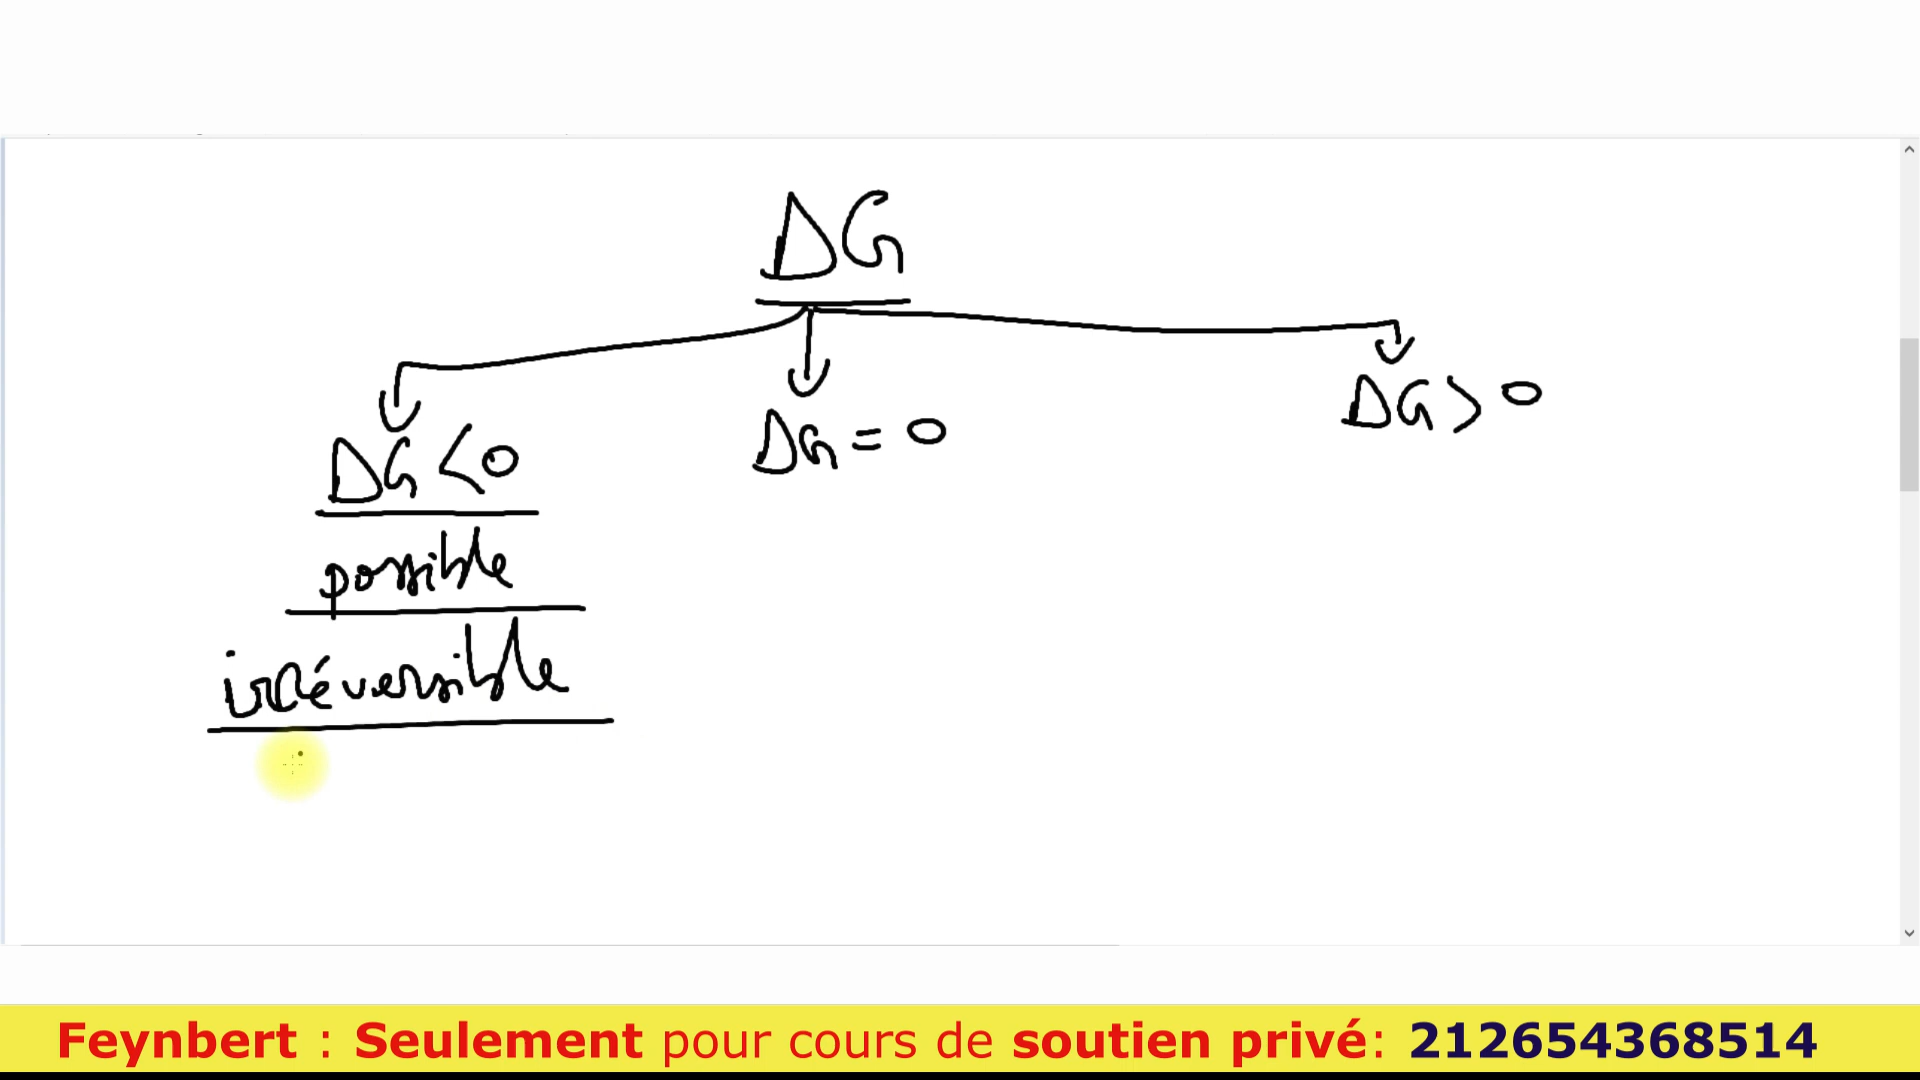 ΔG
ΔG < 0
ΔG = 0
ΔG > 0
possible
irréversible
Feynbert : Seulement pour cours de soutien privé: 212654368514